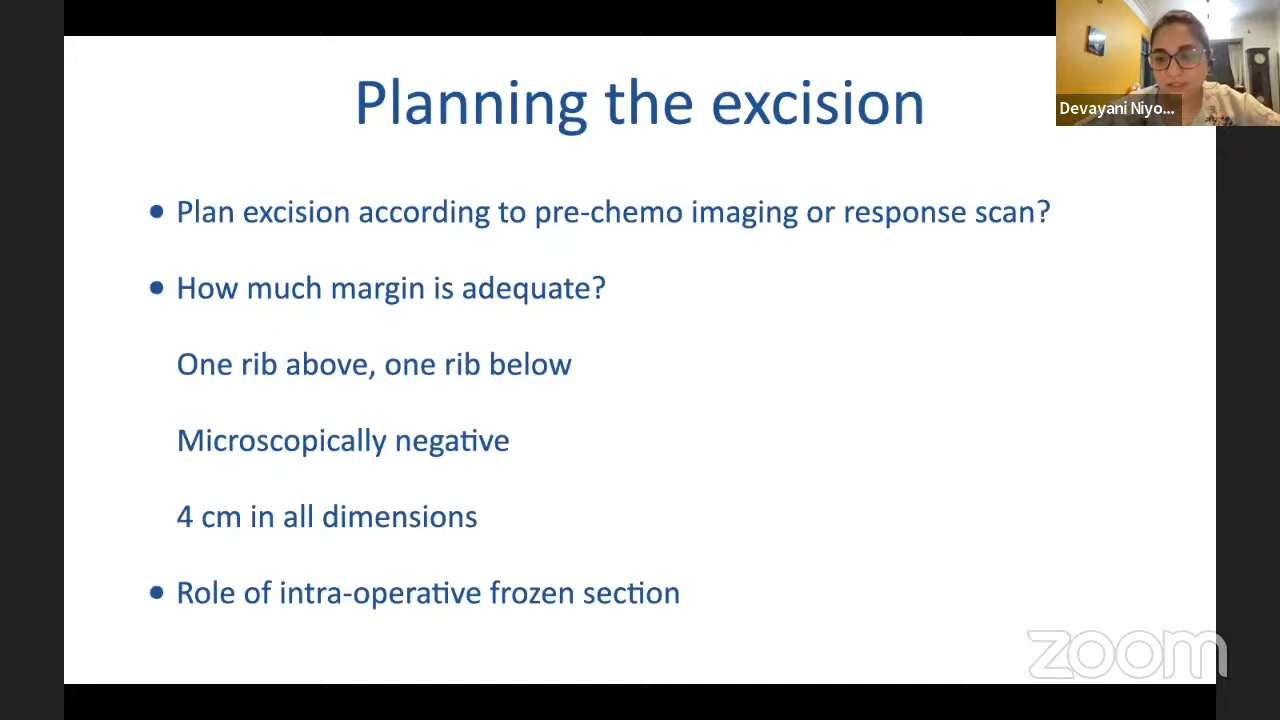 Planning the excision
Devayani Niyo...
• Plan excision according to pre-chemo imaging or response scan?
• How much margin is adequate?
One rib above, one rib below
Microscopically negative
4 cm in all dimensions
• Role of intra-operative frozen section
zoom